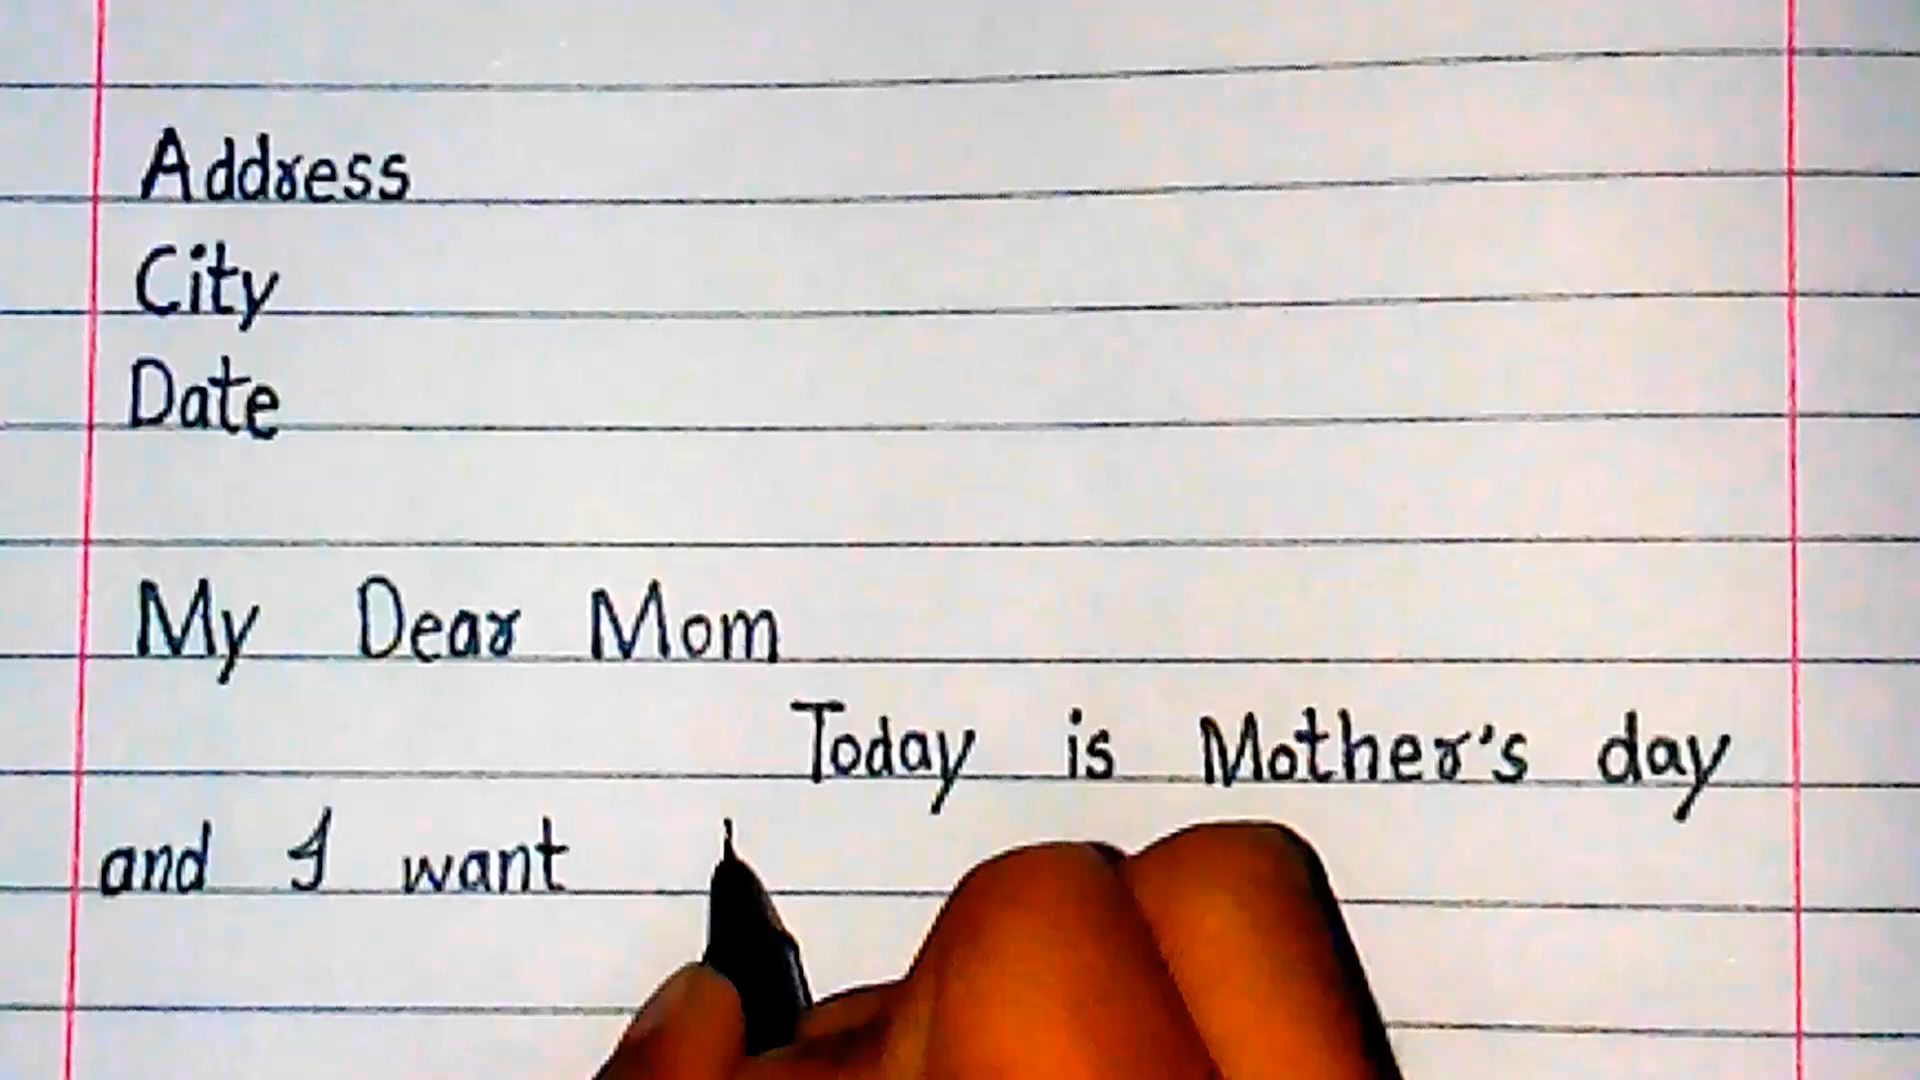 Address
City
Date
My Dear Mom
Today is Mother's day
and I want